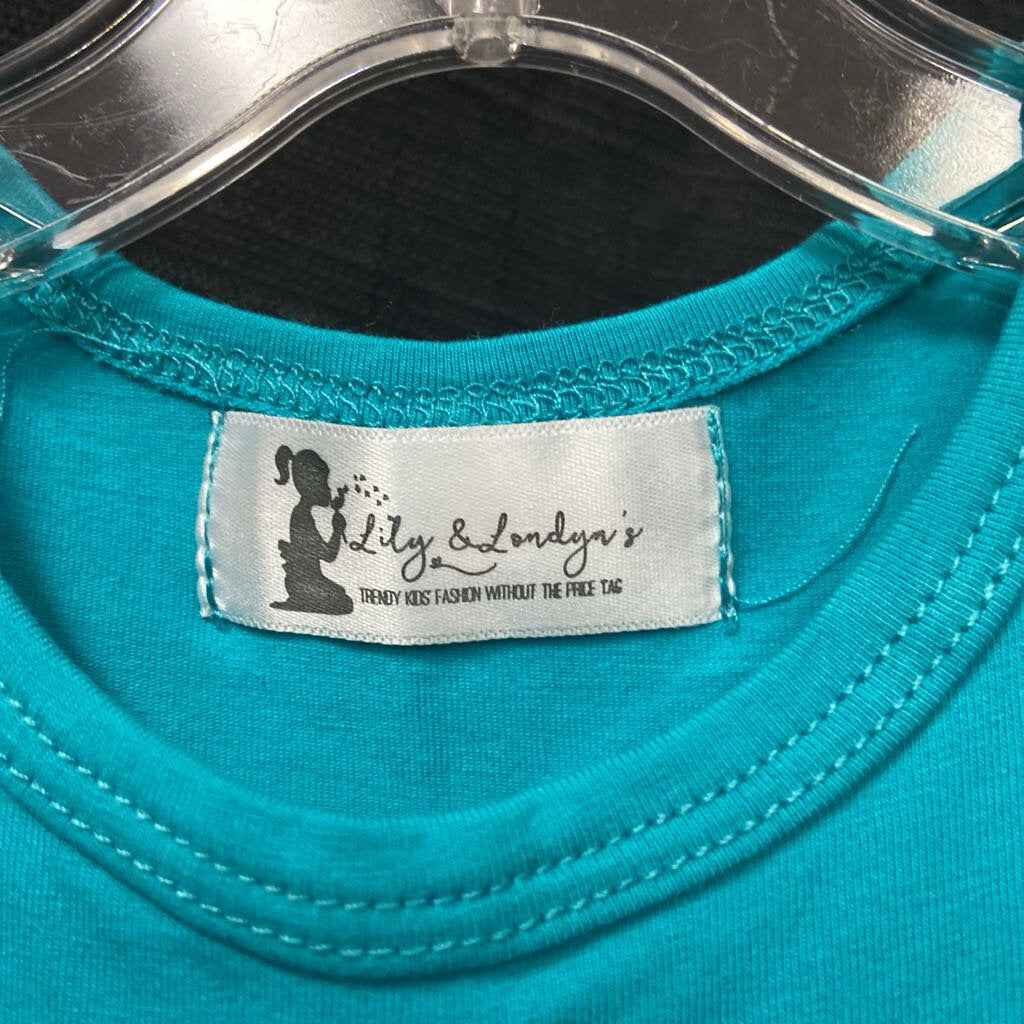 Lily & Londyn's
TRENDY KIDS' FASHION WITHOUT THE PRICE TAG